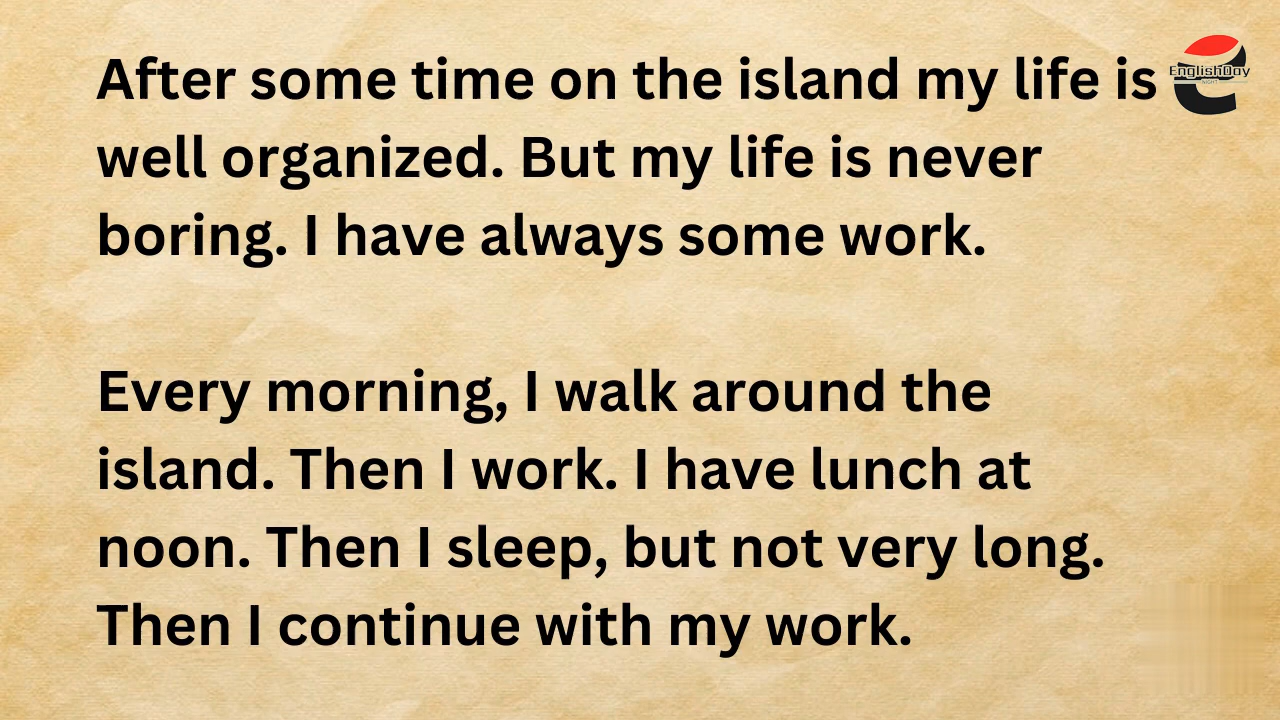 After some time on the island my life is
EnglishDay
well organized. But my life is never
boring. I have always some work.
Every morning, I walk around the
island. Then I work. I have lunch at
noon. Then I sleep, but not very long.
Then I continue with my work.